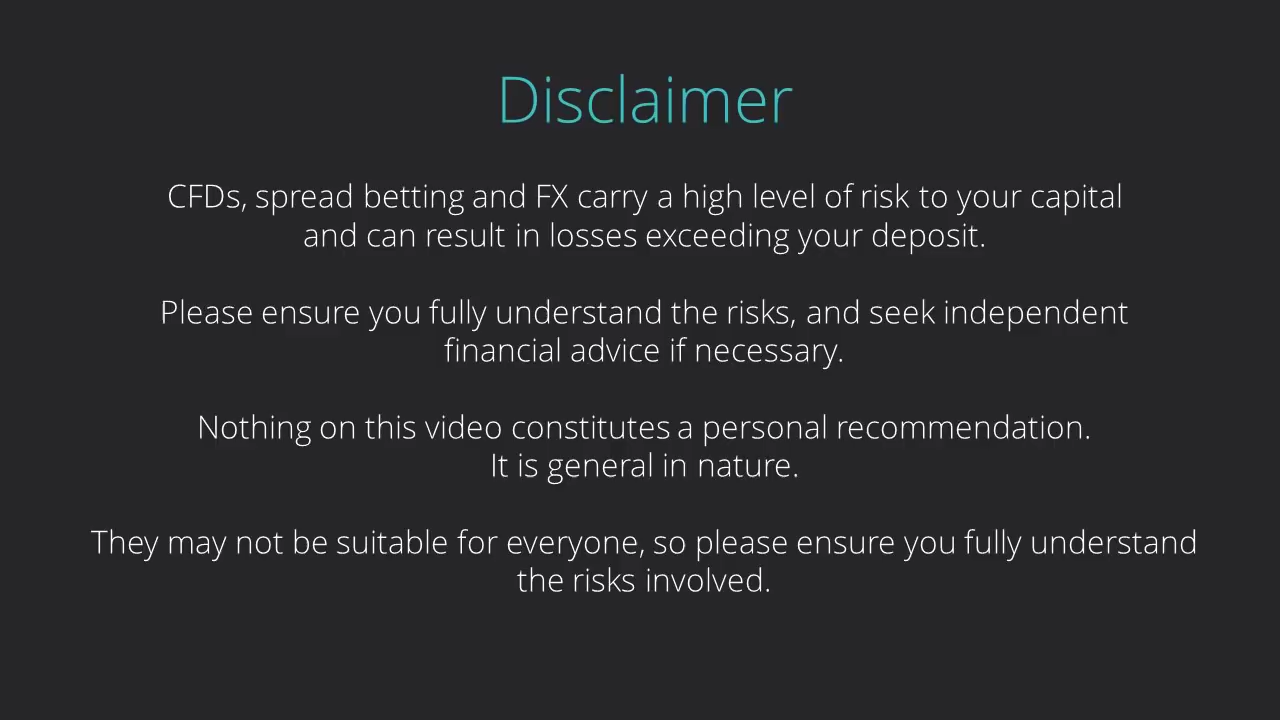 Disclaimer
CFDs, spread betting and FX carry a high level of risk to your capital
and can result in losses exceeding your deposit.
Please ensure you fully understand the risks, and seek independent
financial advice if necessary.
Nothing on this video constitutes a personal recommendation.
It is general in nature.
They may not be suitable for everyone, so please ensure you fully understand
the risks involved.